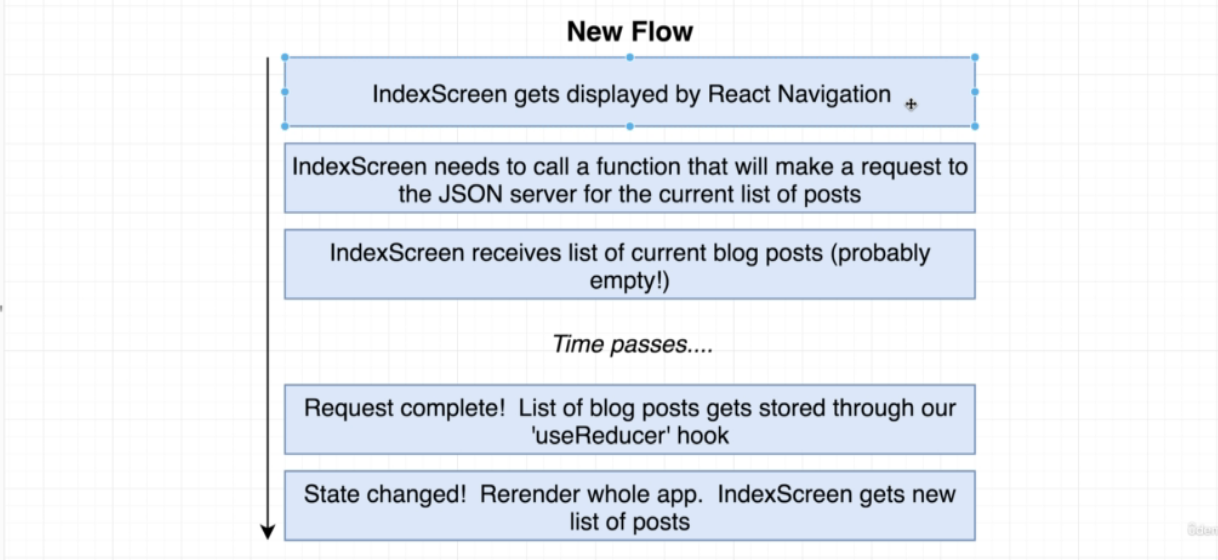 New Flow
IndexScreen gets displayed by React Navigation
IndexScreen needs to call a function that will make a request to
the JSON server for the current list of posts
IndexScreen receives list of current blog posts (probably
empty!)
Time passes....
Request complete!  List of blog posts gets stored through our
'useReducer' hook
State changed!  Rerender whole app.  IndexScreen gets new
list of posts